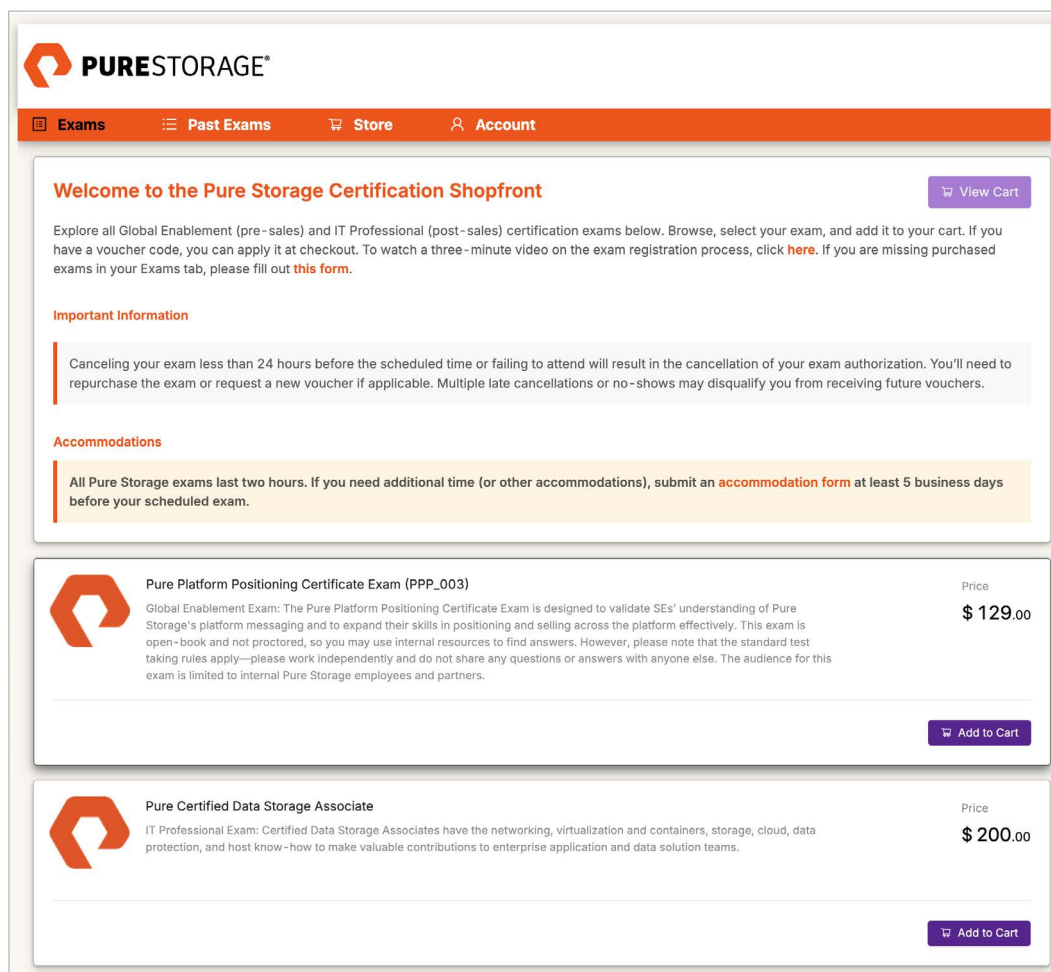 PURESTORAGE®
Exams
Past Exams
Store
Account
Welcome to the Pure Storage Certification Shopfront
View Cart
Explore all Global Enablement (pre-sales) and IT Professional (post-sales) certification exams below. Browse, select your exam, and add it to your cart. If you
have a voucher code, you can apply it at checkout. To watch a three-minute video on the exam registration process, click here. If you are missing purchased
exams in your Exams tab, please fill out this form.
Important Information
Canceling your exam less than 24 hours before the scheduled time or failing to attend will result in the cancellation of your exam authorization. You'll need to
repurchase the exam or request a new voucher if applicable. Multiple late cancellations or no-shows may disqualify you from receiving future vouchers.
Accommodations
All Pure Storage exams last two hours. If you need additional time (or other accommodations), submit an accommodation form at least 5 business days
before your scheduled exam.
Pure Platform Positioning Certificate Exam (PPP_003)
Price
Global Enablement Exam: The Pure Platform Positioning Certificate Exam is designed to validate SEs' understanding of Pure
$ 129.00
Storage's platform messaging and to expand their skills in positioning and selling across the platform effectively. This exam is
open-book and not proctored, so you may use internal resources to find answers. However, please note that the standard test
taking rules apply—please work independently and do not share any questions or answers with anyone else. The audience for this
exam is limited to internal Pure Storage employees and partners.
Add to Cart
Pure Certified Data Storage Associate
Price
IT Professional Exam: Certified Data Storage Associates have the networking, virtualization and containers, storage, cloud, data
$ 200.00
protection, and host know-how to make valuable contributions to enterprise application and data solution teams.
Add to Cart